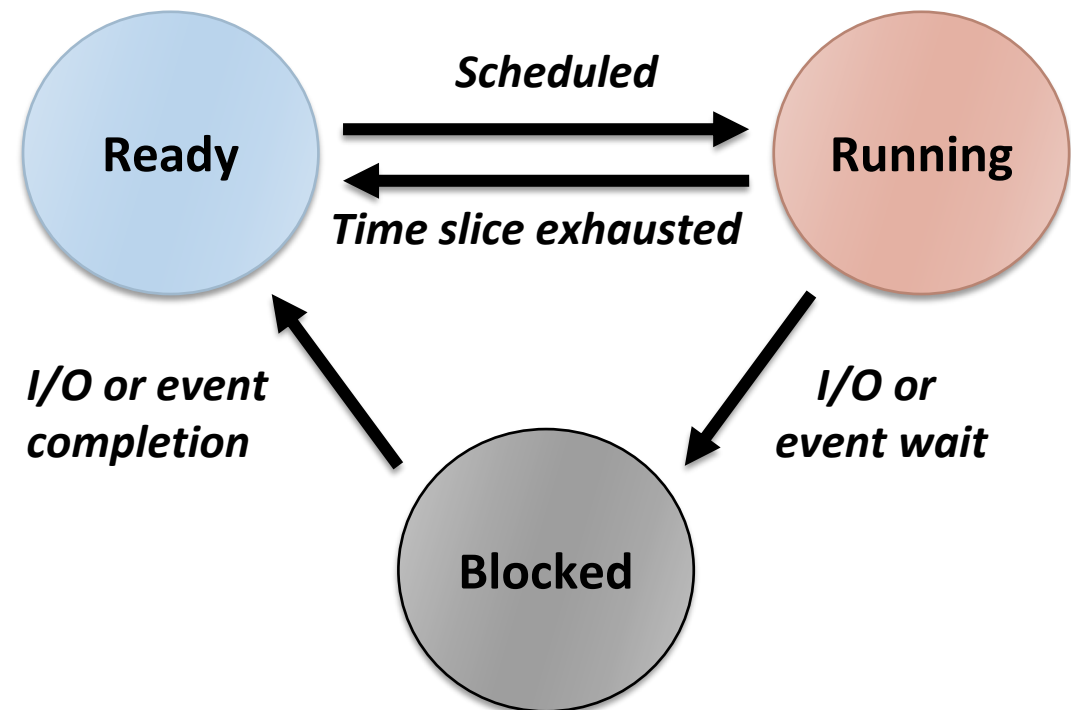 Scheduled
Ready
Running
Time slice exhausted
I/O or event
completion
I/O or
event wait
Blocked